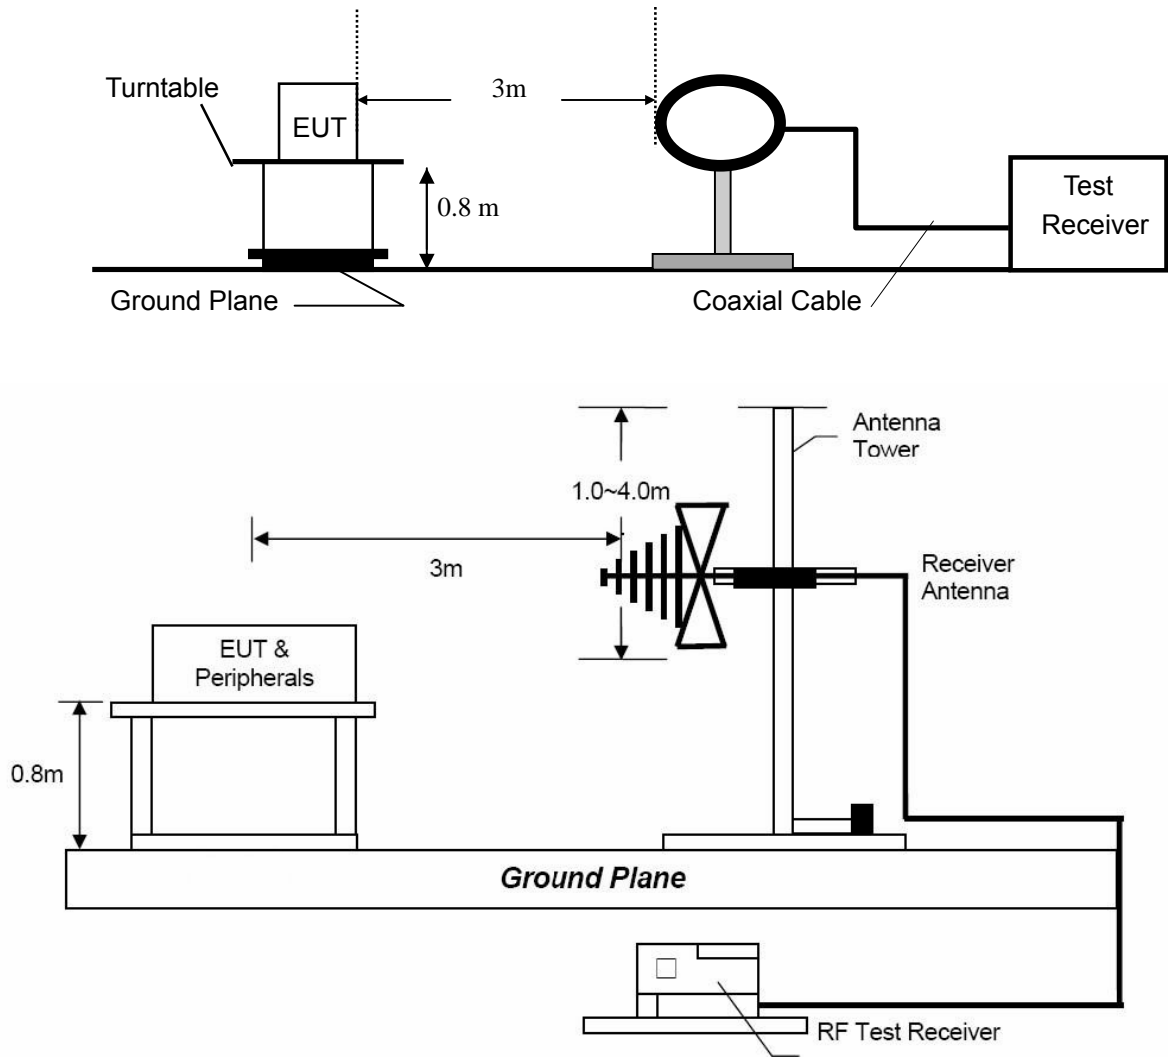 Turntable
3m
EUT
0.8 m
Test
Receiver
Ground Plane
Coaxial Cable
Antenna
Tower
1.0~4.0m
3m
Receiver
Antenna
EUT &
Peripherals
0.8m
Ground Plane
RF Test Receiver